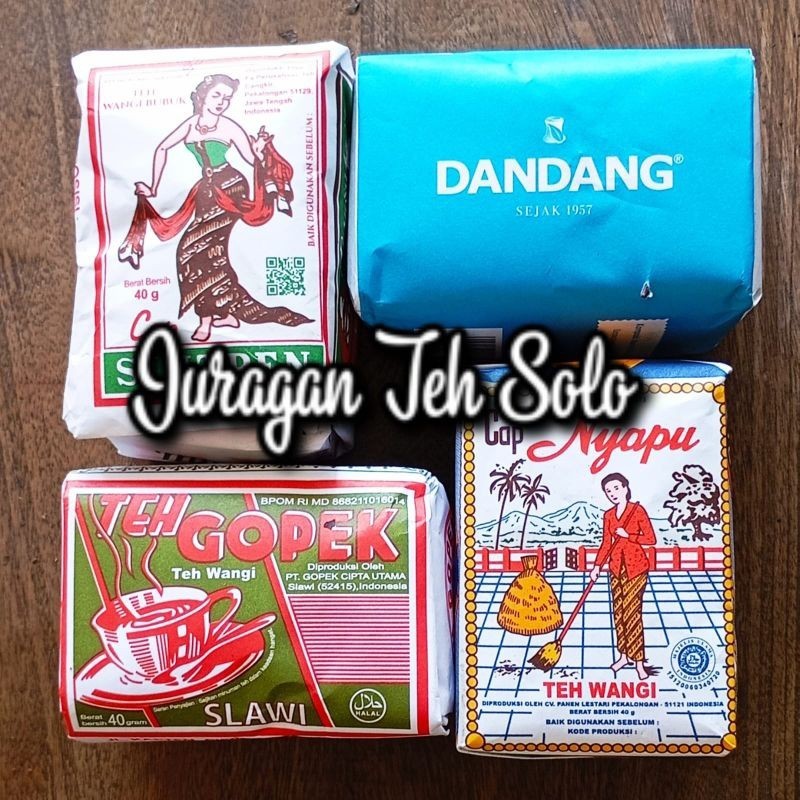 TEH
WANGI BUBUK
Pekalongan 51129
Jawa Tengah
Indonesia
BAIK DIGUNAKAN SEBELUM :
Berat Bersih
40 g
DANDANG®
SEJAK 1957
Juragan Teh Solo
TEH
GOPEK
BPOM RI MD
Teh Wangi
Diproduksi Oleh
PT. GOPEK CIPTA UTAMA
Slawi (52415),Indonesia
Berat
bersih 40 gram
SLAWI
HALAL
Cap
Nyapu
TEH WANGI
DIPRODUKSI OLEH CV. PANEN LESTARI PEKALONGAN - 51121 INDONESIA
BERAT BERSIH 40 g
BAIK DIGUNAKAN SEBELUM :
KODE PRODUKSI :